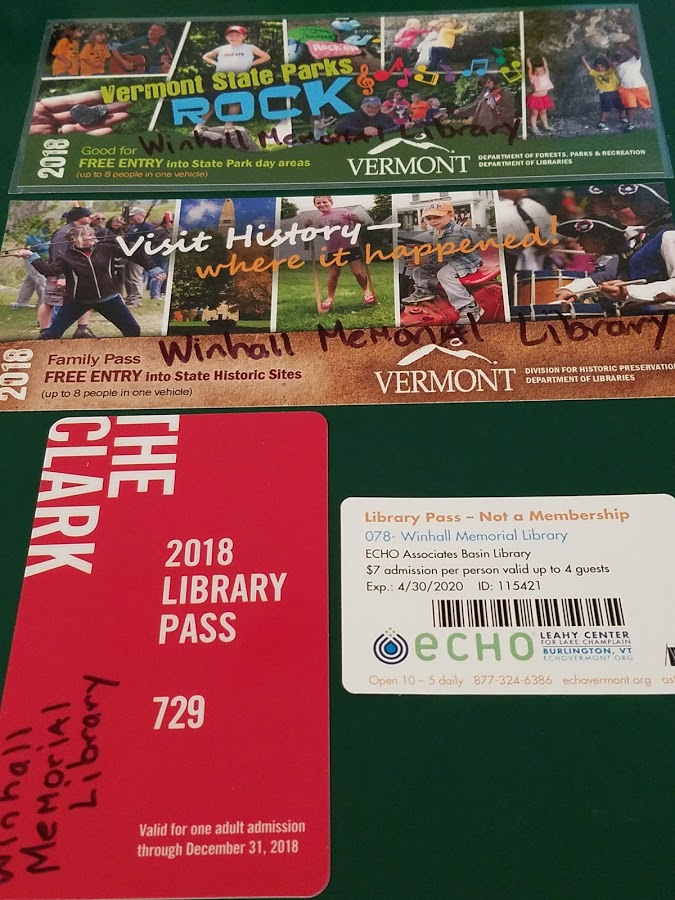 Vermont State Parks
ROCK
Winhall Memorial Library
2018
Good for
FREE ENTRY into State Park day areas
(up to 8 people in one vehicle)
VERMONT
DEPARTMENT OF FORESTS, PARKS & RECREATION
DEPARTMENT OF LIBRARIES
Visit History—
where it happened!
Winhall Memorial Library
2018
Family Pass
FREE ENTRY into State Historic Sites
(up to 8 people in one vehicle)
VERMONT
DIVISION FOR HISTORIC PRESERVATION
DEPARTMENT OF LIBRARIES
THE
CLARK
2018
LIBRARY
PASS
729
Winhall
Memorial
Library
Valid for one adult admission
through December 31, 2018
Library Pass – Not a Membership
078- Winhall Memorial Library
ECHO Associates Basin Library
$7 admission per person valid up to 4 guests
Exp.: 4/30/2020 ID: 115421
echo
LEAHY CENTER
FOR LAKE CHAMPLAIN
BURLINGTON, VT
ECHOVERMONT.ORG
Open 10 – 5 daily 877-324-6386 echovermont.org